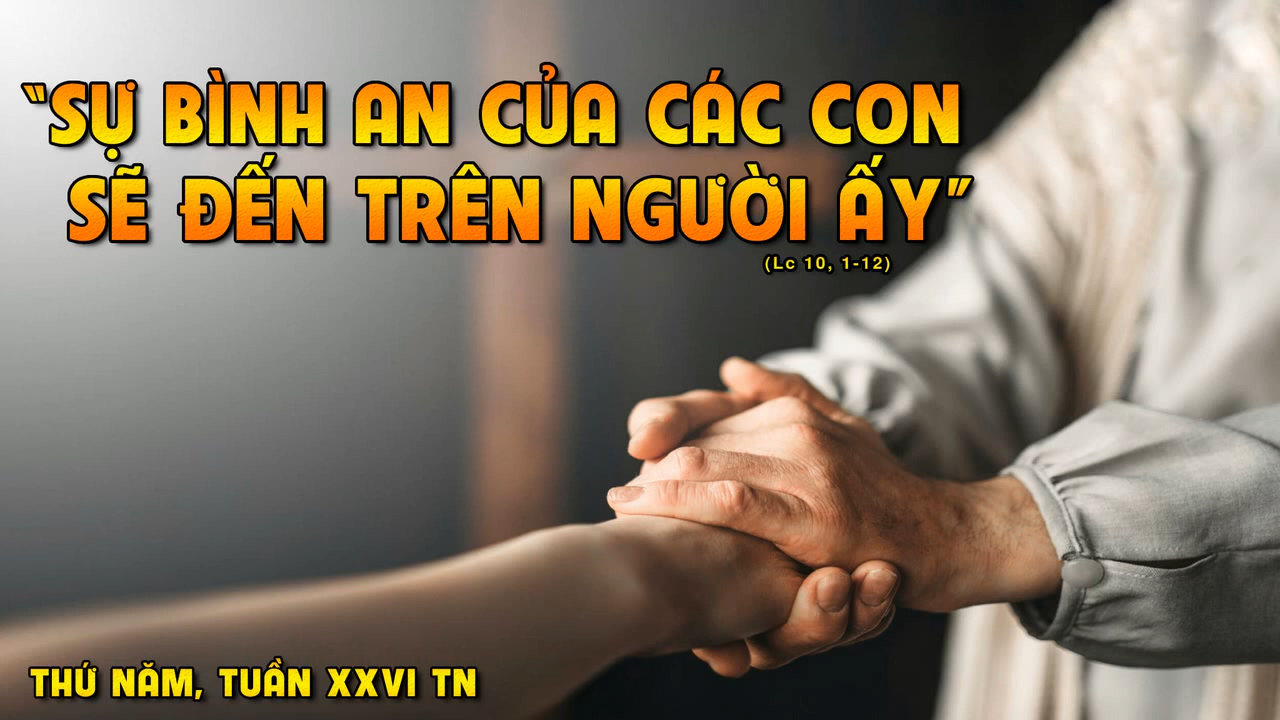 “SỰ BÌNH AN CỦA CÁC CON
SẼ ĐẾN TRÊN NGƯỜI ẤY”
(Lc 10, 1-12)
THỨ NĂM, TUẦN XXVI TN